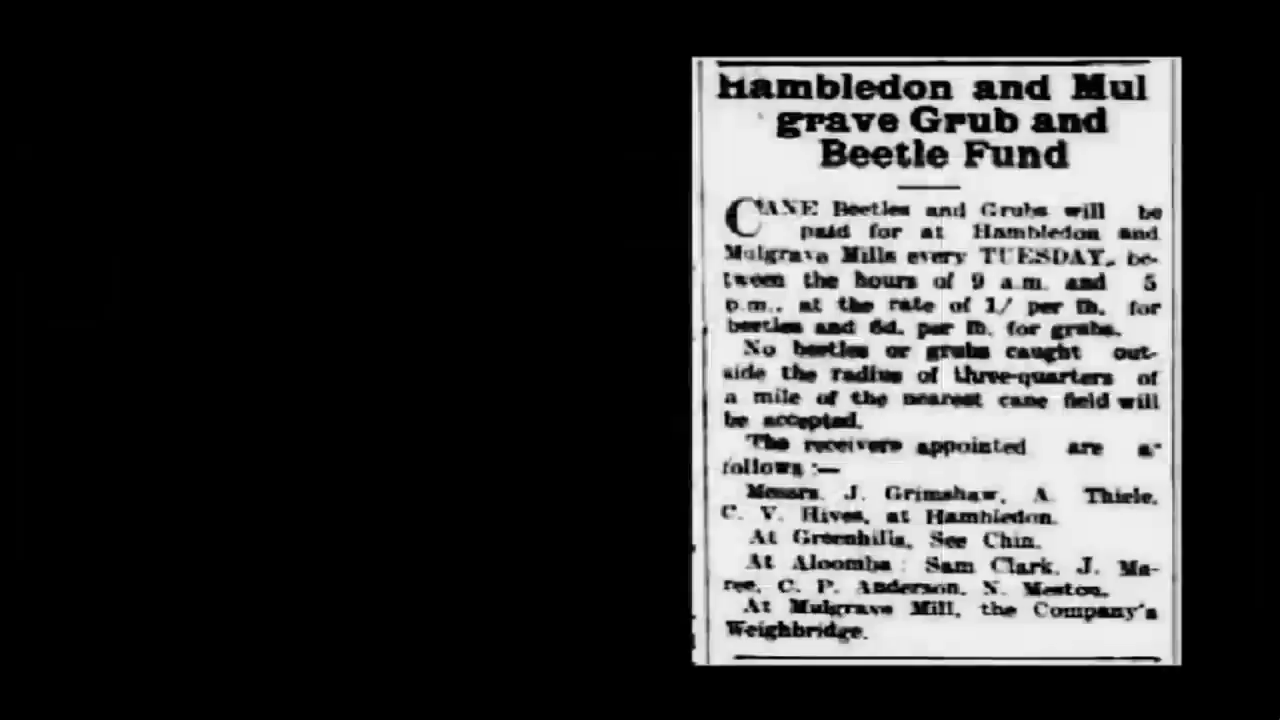 Hambledon and Mul
grave Grub and
Beetle Fund
CANE Beetles and Grubs will be
paid for at Hambledon and
Mulgrave Mills every TUESDAY, be-
tween the hours of 9 a.m. and 5
p.m., at the rate of 1/ per lb. for
beetles and 6d. per lb. for grubs.
No beetles or grubs caught out-
side the radius of three-quarters of
a mile of the nearest cane field will
be accepted.
The receivers appointed are as
follows :—
Messrs. J. Grimshaw, A. Thiele,
C. V. Hives, at Hambledon.
At Greenhills, See Chin.
At Aloomba : Sam Clark, J. Ma-
ree, C. P. Anderson, N. Meston.
At Mulgrave Mill, the Company's
Weighbridge.